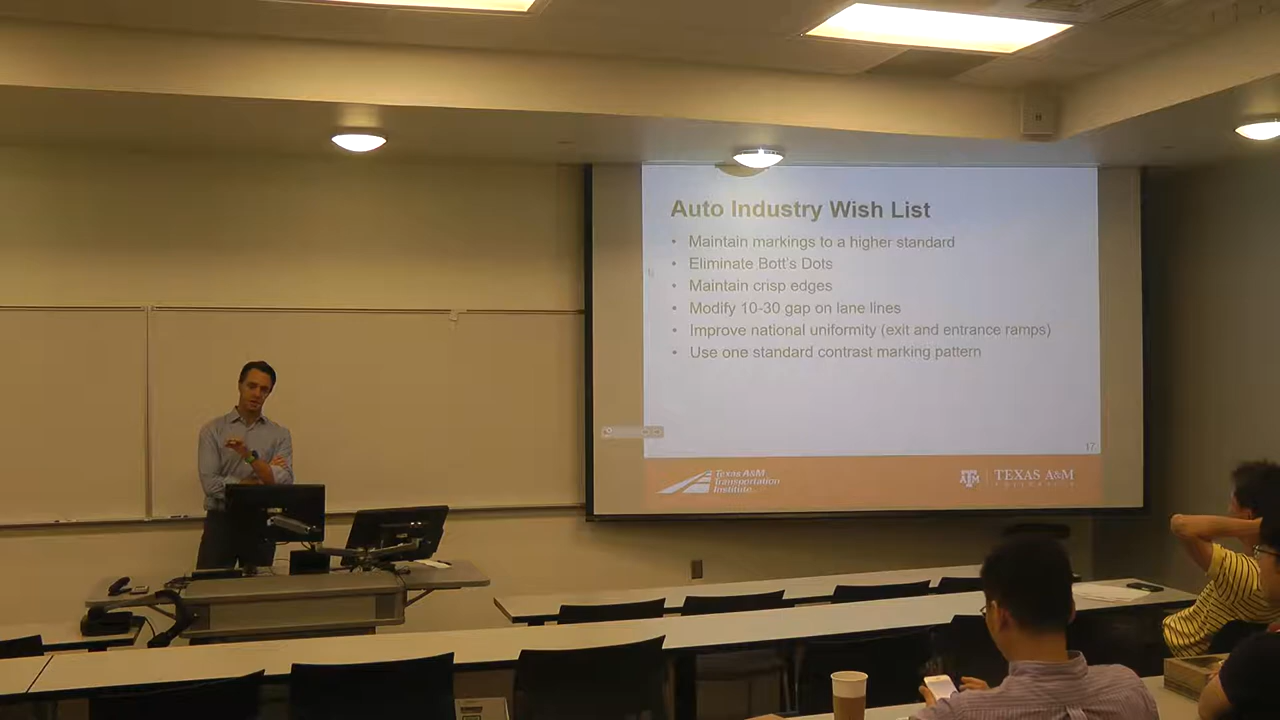 Auto Industry Wish List
• Maintain markings to a higher standard
• Eliminate Bott's Dots
• Maintain crisp edges
• Modify 10-30 gap on lane lines
• Improve national uniformity (exit and entrance ramps)
• Use one standard contrast marking pattern
17
Texas A&M
Transportation
Institute
ATM
TEXAS A&M
UNIVERSITY